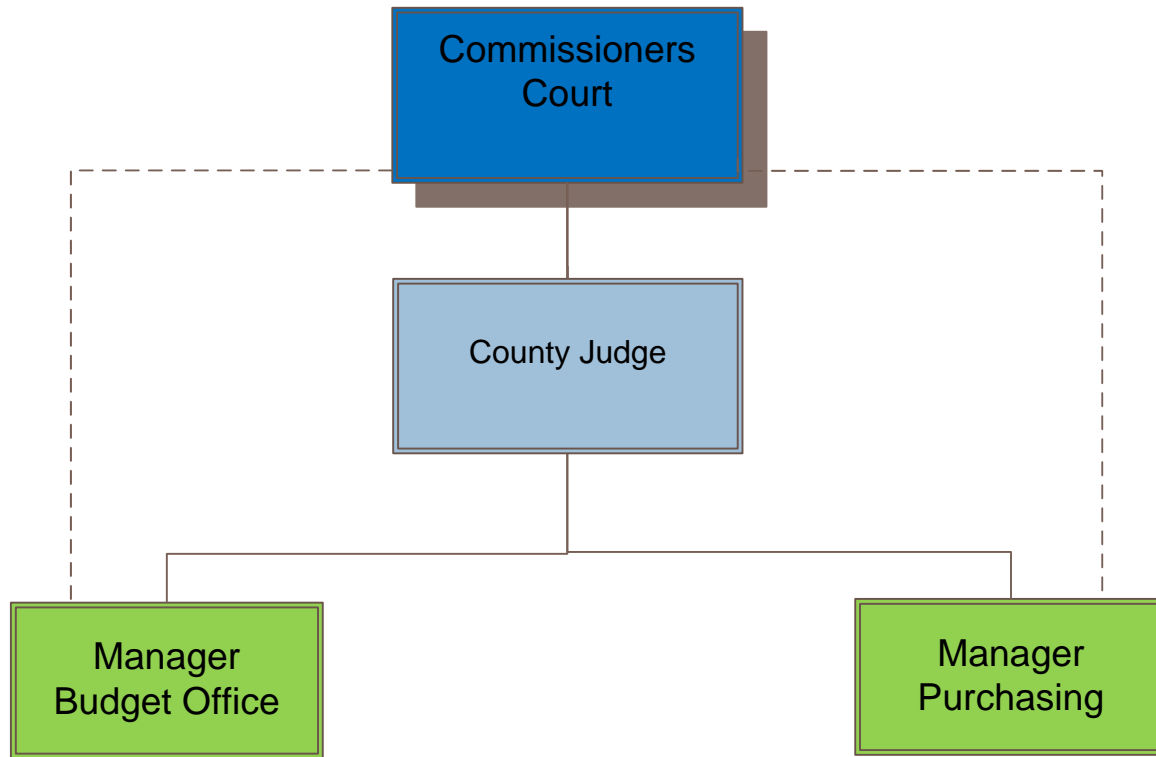 Commissioners
Court
County Judge
Manager
Budget Office
Manager
Purchasing